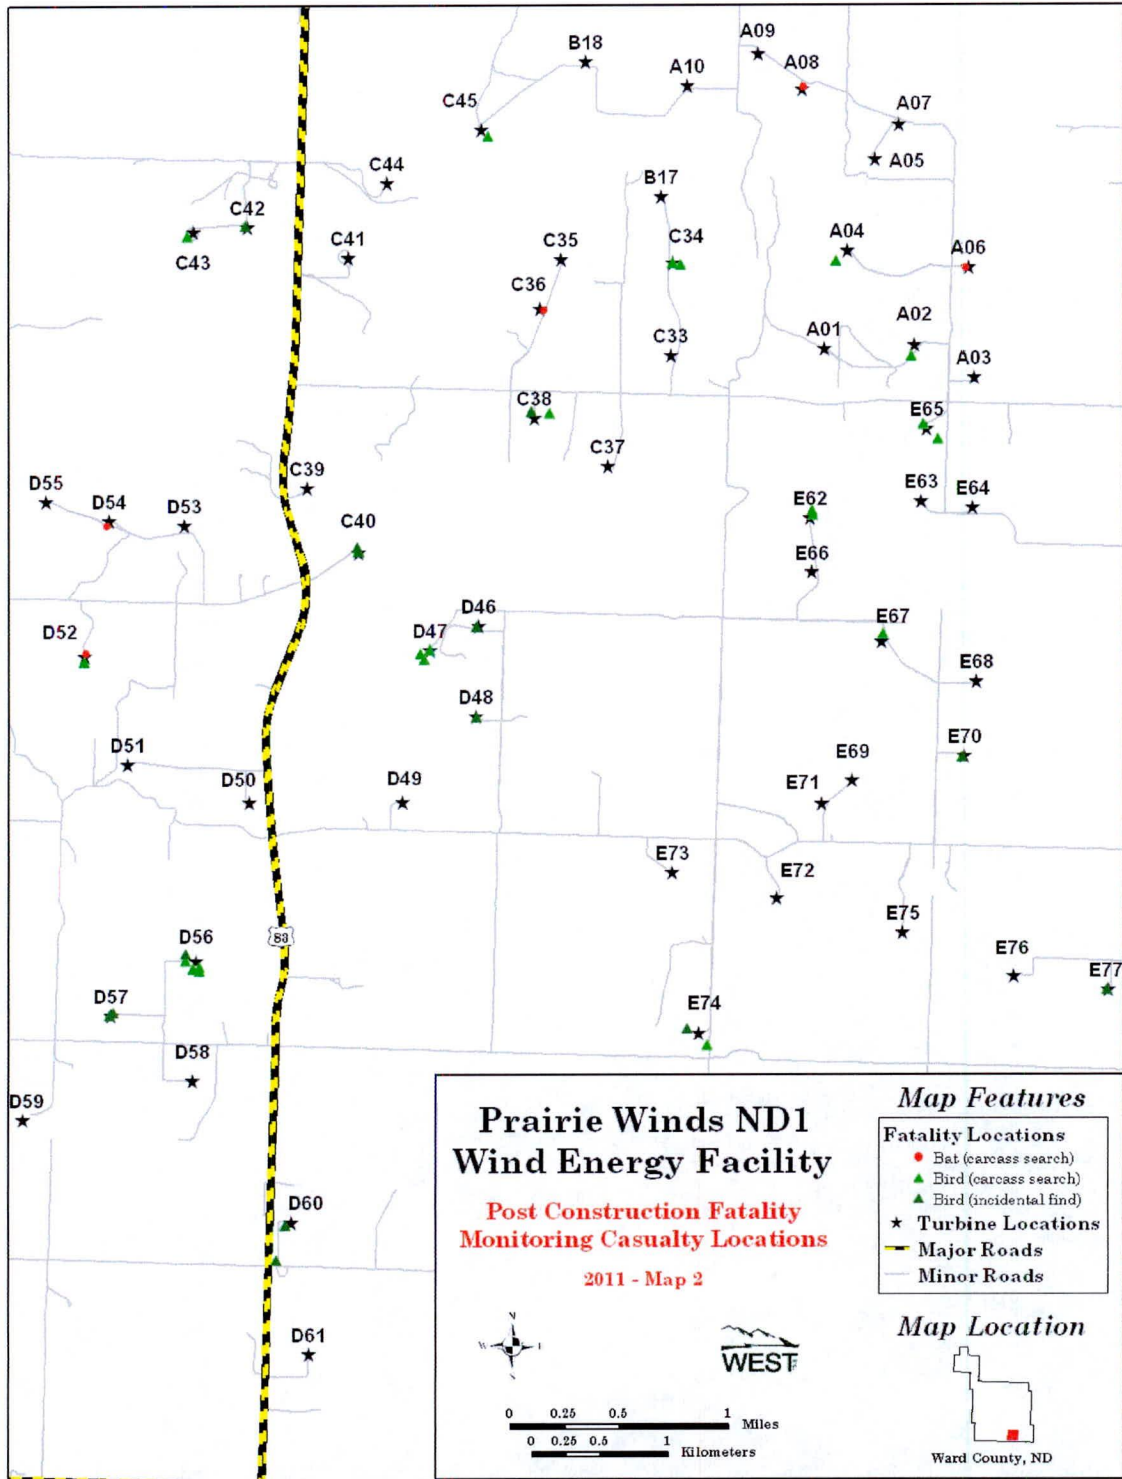 A09
B18
A08
A10
A07
C45
A05
C44
B17
C42
A04
C34
C35
C41
A06
C43
C36
A02
A01
C33
A03
C38
E65
C37
C39
D55
D54
D53
E63
E64
E62
C40
E66
D46
E67
D52
D47
E68
D48
E70
D51
E69
D50
D49
E71
E73
E72
E75
D56
83
E76
E77
D57
E74
D58
D59
D60
D61
Prairie Winds ND1
Wind Energy Facility
Post Construction Fatality
Monitoring Casualty Locations
2011 - Map 2
N
W
WEST
0 0.25 0.5 1 Miles
0 0.25 0.5 1 Kilometers
Map Features
Fatality Locations
Bat (carcass search)
Bird (carcass search)
Bird (incidental find)
Turbine Locations
Major Roads
Minor Roads
Map Location
Ward County, ND